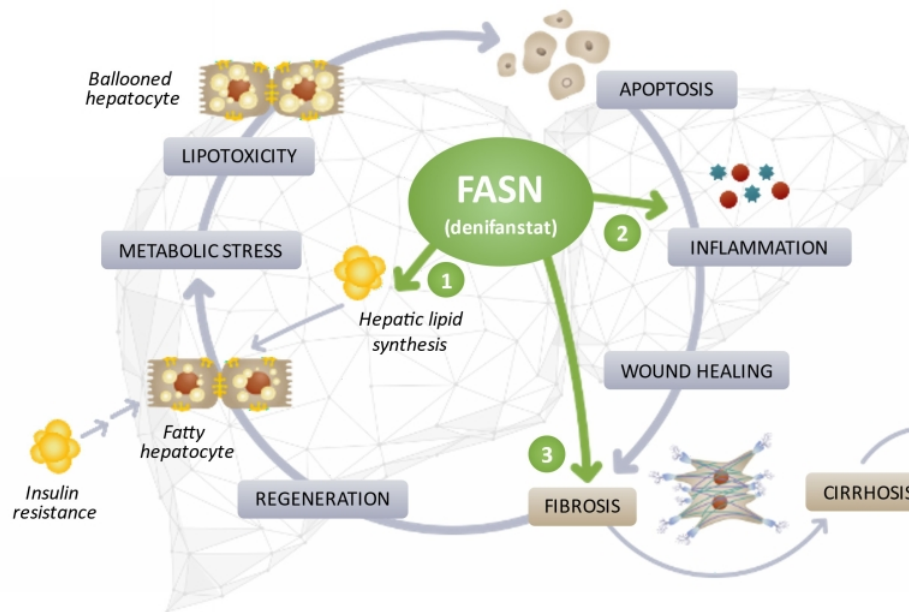 Ballooned
hepatocyte
APOPTOSIS
LIPOTOXICITY
FASN
(denifanstat)
2
METABOLIC STRESS
INFLAMMATION
1
Hepatic lipid
synthesis
WOUND HEALING
Fatty
hepatocyte
3
Insulin
resistance
REGENERATION
FIBROSIS
CIRRHOSIS